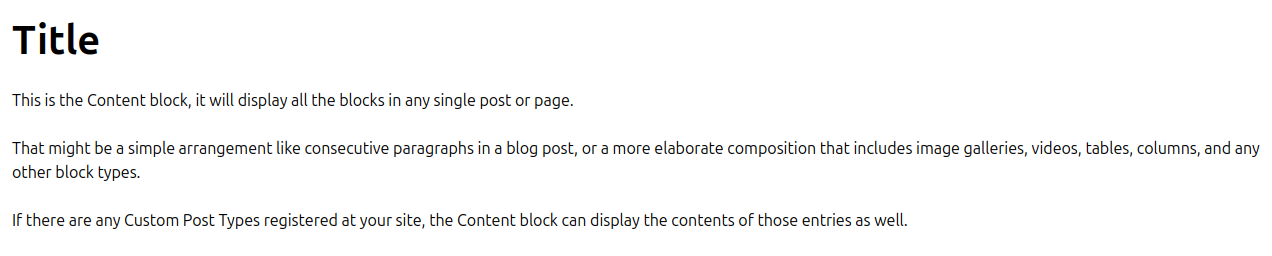 Title
This is the Content block, it will display all the blocks in any single post or page.
That might be a simple arrangement like consecutive paragraphs in a blog post, or a more elaborate composition that includes image galleries, videos, tables, columns, and any
other block types.
If there are any Custom Post Types registered at your site, the Content block can display the contents of those entries as well.